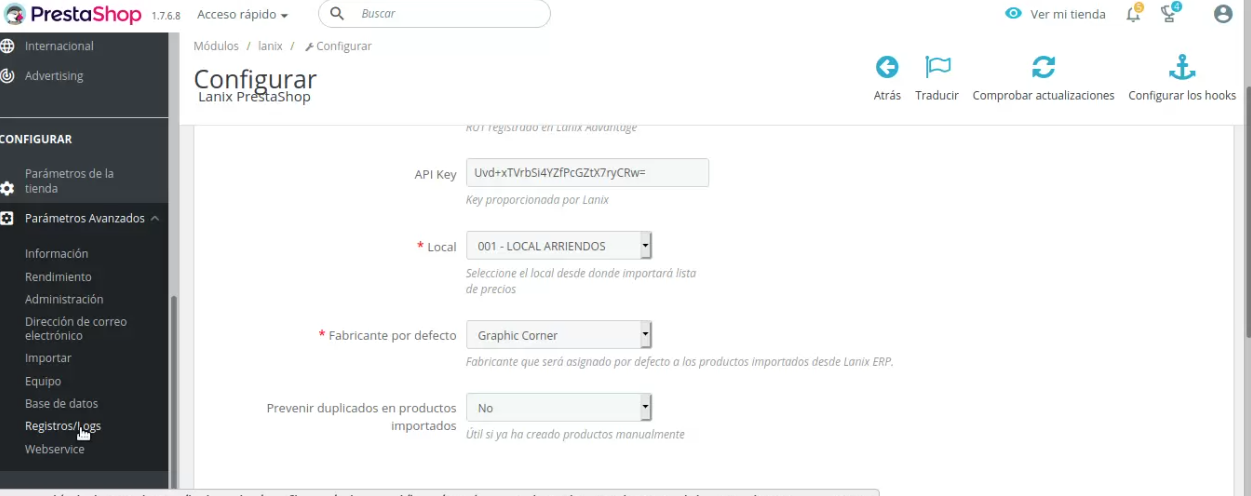 PrestaShop 1.7.6.8 Acceso rápido Buscar Ver mi tienda 5 4
Internacional
Advertising
CONFIGURAR
Parámetros de la
tienda
Parámetros Avanzados
Información
Rendimiento
Administración
Dirección de correo
electrónico
Importar
Equipo
Base de datos
Registros/Logs
Webservice
Módulos / lanix / Configurar
Configurar
Lanix PrestaShop
Atrás Traducir Comprobar actualizaciones Configurar los hooks
RUT registrado en Lanix Advantage
API Key Uvd+xTVrbSI4YZfPcGZtX7ryCRw=
Key proporcionada por Lanix
* Local 001 - LOCAL ARRIENDOS
Seleccione el local desde donde importará lista
de precios
* Fabricante por defecto Graphic Corner
Fabricante que será asignado por defecto a los productos importados desde Lanix ERP.
Prevenir duplicados en productos
importados No
Útil si ya ha creado productos manualmente